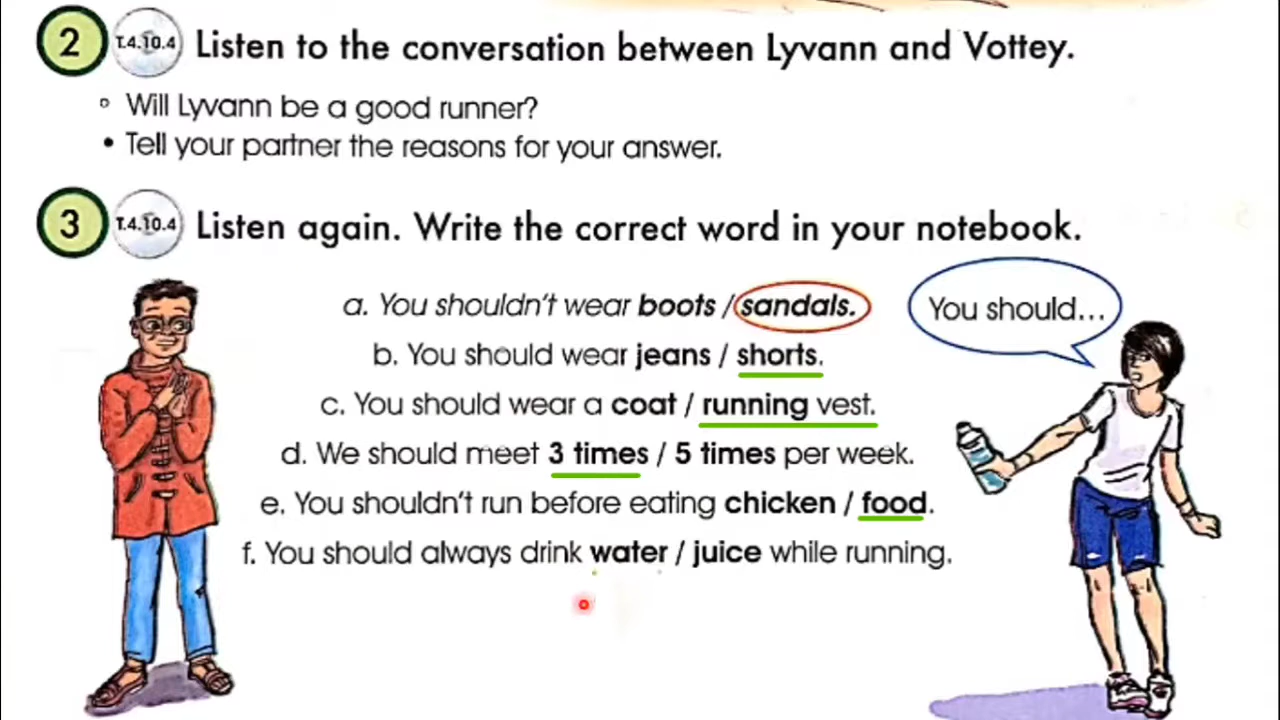 2 T.4.10.4 Listen to the conversation between Lyvann and Vottey.
Will Lyvann be a good runner?
• Tell your partner the reasons for your answer.
3 T.4.10.4 Listen again. Write the correct word in your notebook.
a. You shouldn't wear boots / sandals.
You should...
b. You should wear jeans / shorts.
c. You should wear a coat / running vest.
d. We should meet 3 times / 5 times per week.
e. You shouldn't run before eating chicken / food.
f. You should always drink water / juice while running.